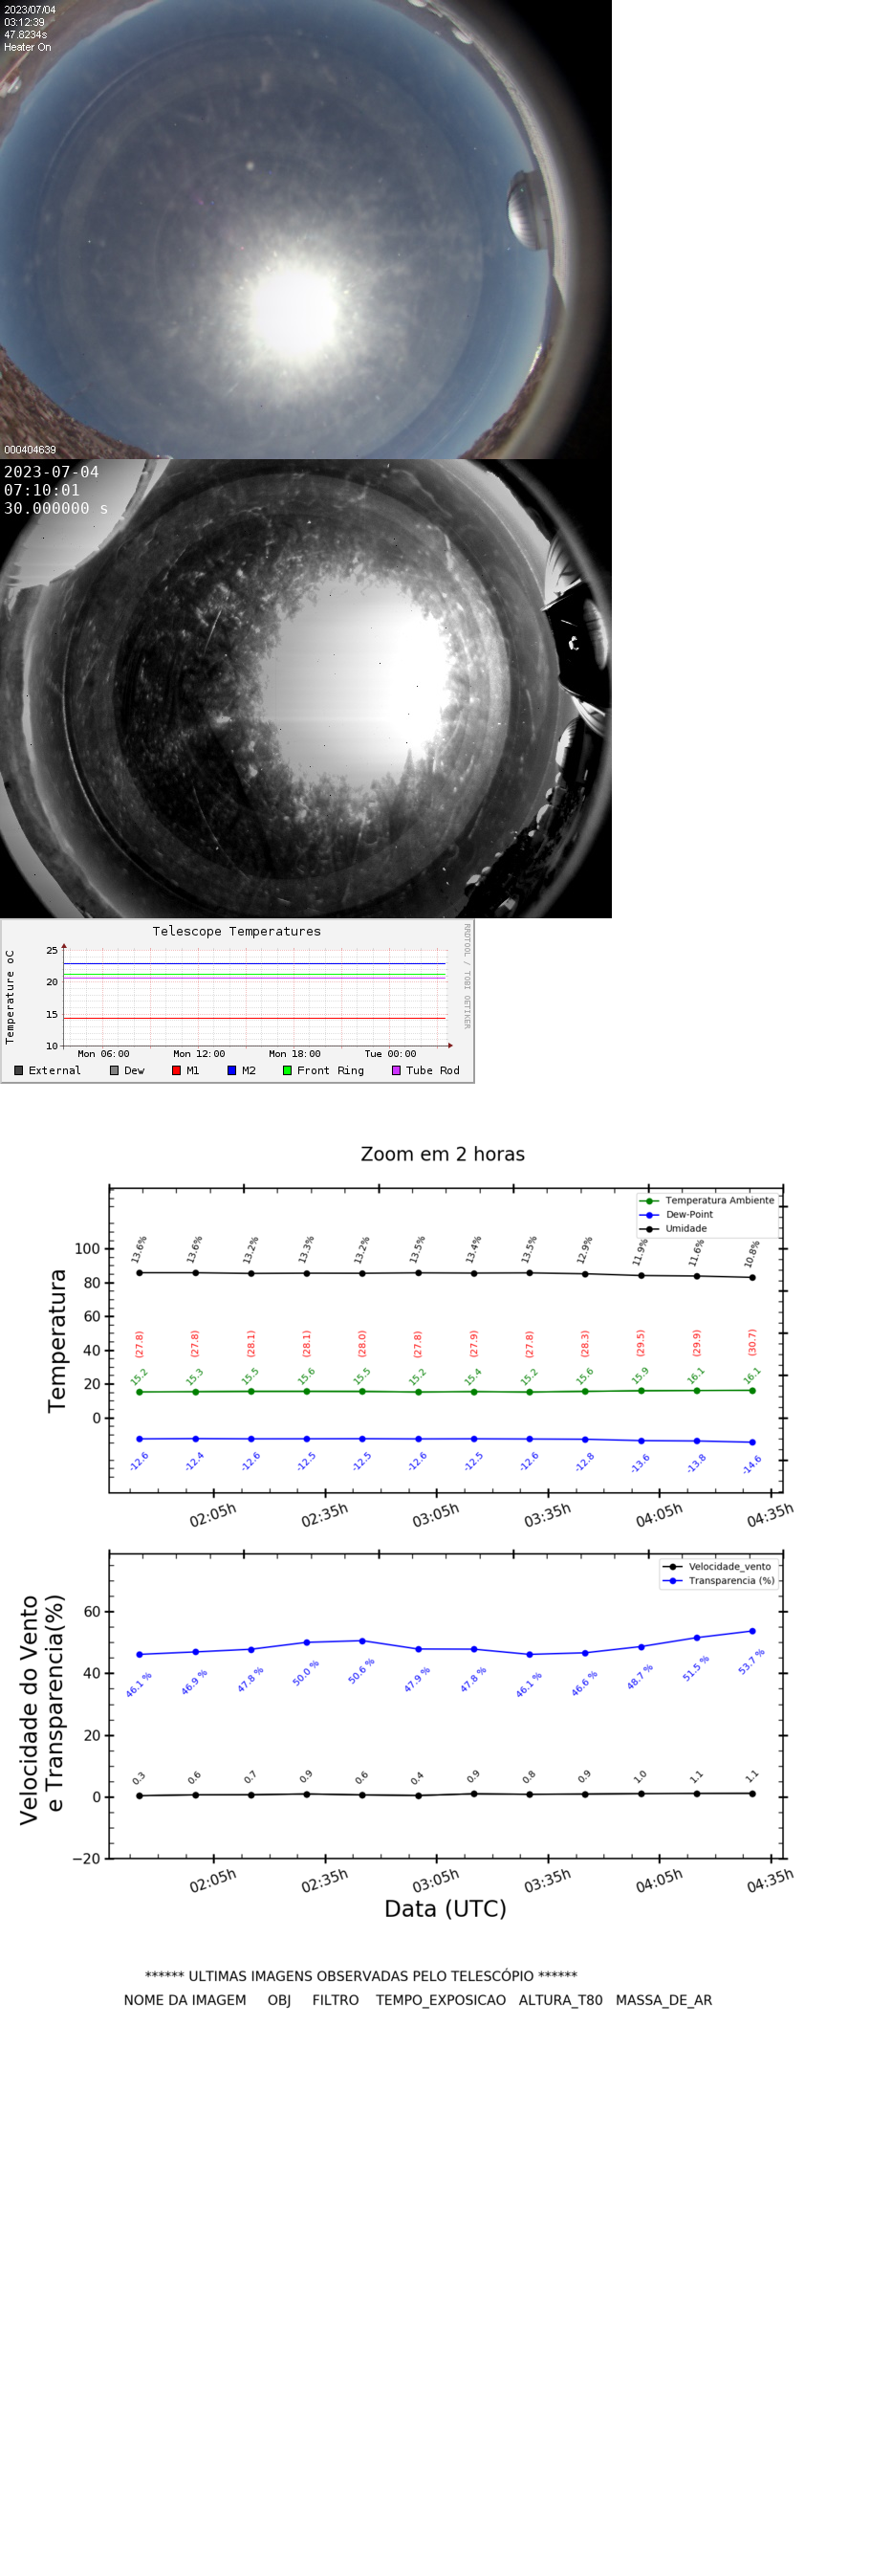 2023/07/04
03:12:39
47.8234s
Heater On
000404639
2023-07-04
07:10:01
30.000000 s
Telescope Temperatures
RRDTOOL / TOBI OETIKER
Temperature oC
25
20
15
10
Mon 06:00 Mon 12:00 Mon 18:00 Tue 00:00
External Dew M1 M2 Front Ring Tube Rod
Zoom em 2 horas
Temperatura Ambiente
Dew-Point
Umidade
Temperatura
100
80
60
40
20
0
13.6% 13.6% 13.2% 13.3% 13.2% 13.5% 13.4% 13.5% 12.9% 11.9% 11.6% 10.8%
(27.8) (27.8) (28.1) (28.1) (28.0) (27.8) (27.9) (27.8) (28.3) (29.5) (29.9) (30.7)
15.2 15.3 15.5 15.6 15.5 15.2 15.4 15.2 15.6 15.9 16.1 16.1
-12.6 -12.4 -12.6 -12.5 -12.5 -12.6 -12.5 -12.6 -12.8 -13.6 -13.8 -14.6
02:05h 02:35h 03:05h 03:35h 04:05h 04:35h
Velocidade_vento
Transparencia (%)
Velocidade do Vento
e Transparencia(%)
60
40
20
0
−20
46.1 % 46.9 % 47.8 % 50.0 % 50.6 % 47.9 % 47.8 % 46.1 % 46.6 % 48.7 % 51.5 % 53.7 %
0.3 0.6 0.7 0.9 0.6 0.4 0.9 0.8 0.9 1.0 1.1 1.1
02:05h 02:35h 03:05h 03:35h 04:05h 04:35h
Data (UTC)
****** ULTIMAS IMAGENS OBSERVADAS PELO TELESCÓPIO ******
NOME DA IMAGEM OBJ FILTRO TEMPO_EXPOSICAO ALTURA_T80 MASSA_DE_AR